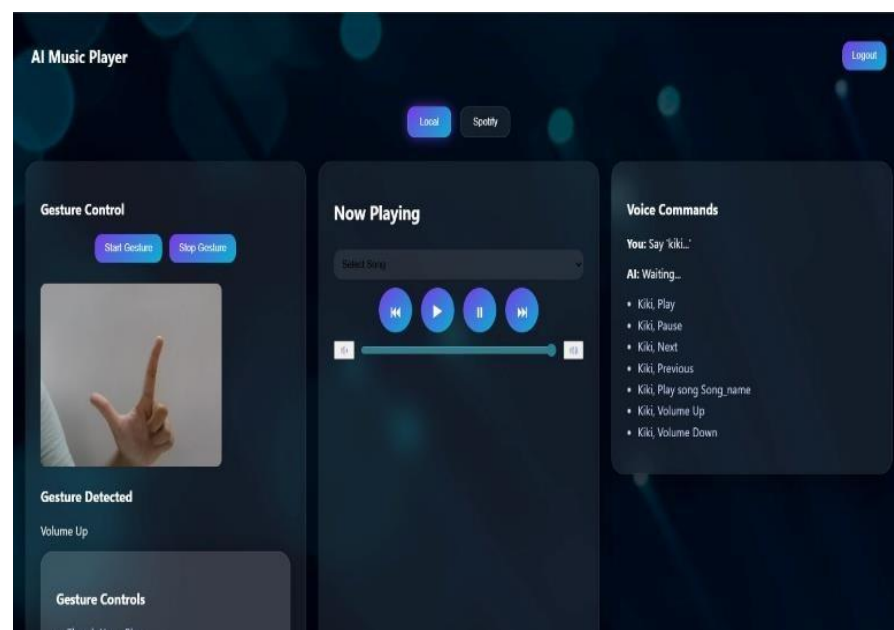 AI Music Player
Logout
Local
Spotify
Gesture Control
Start Gesture
Stop Gesture
Gesture Detected
Volume Up
Gesture Controls
Now Playing
Select Song
Voice Commands
You: Say 'kiki...'
AI: Waiting...
• Kiki, Play
• Kiki, Pause
• Kiki, Next
• Kiki, Previous
• Kiki, Play song Song_name
• Kiki, Volume Up
• Kiki, Volume Down